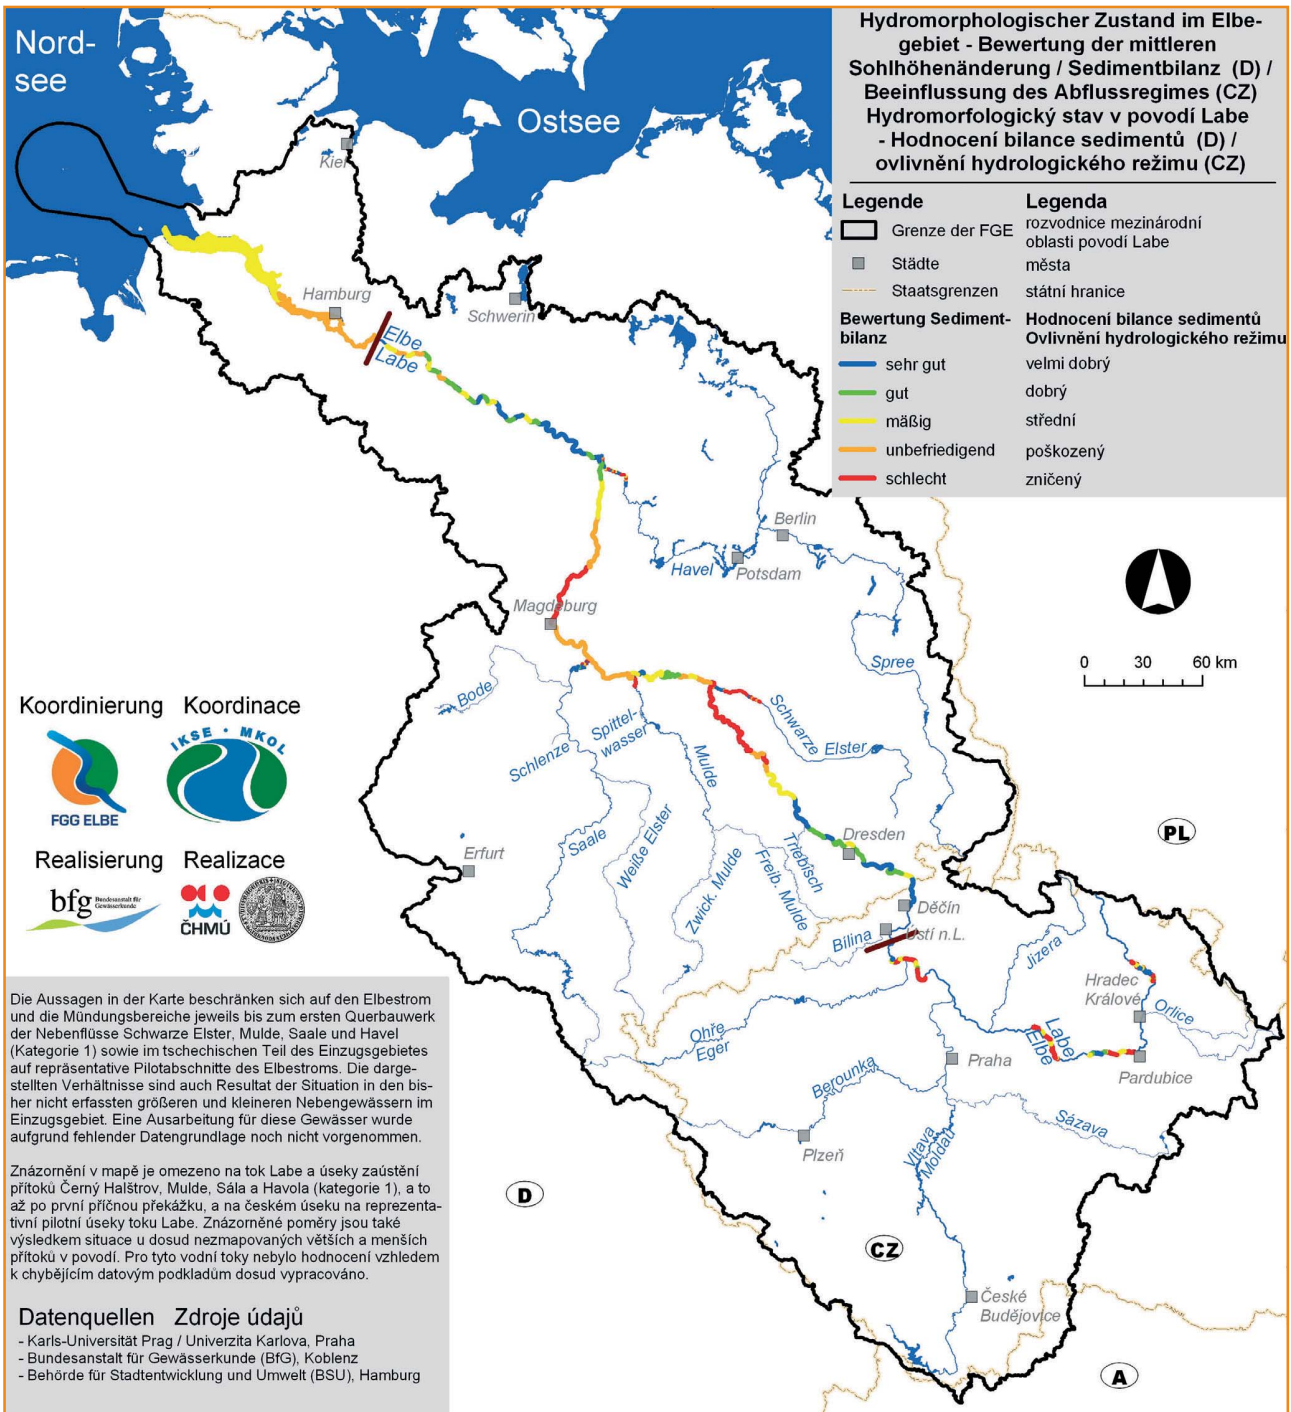 Nord-
see
Ostsee
Kiel
Hamburg
Schwerin
Elbe
Labe
Berlin
Havel
Potsdam
Magdeburg
Spree
Bode
Schlenze
Spittel-
wasser
Mulde
Schwarze Elster
Saale
Weiße Elster
Zwick. Mulde
Freib. Mulde
Triebisch
Dresden
Erfurt
Děčín
Ústí n.L.
Bílina
Jizera
Hradec
Králové
Orlice
Ohře
Eger
Labe
Elbe
Praha
Pardubice
Berounka
Sázava
Plzeň
Vltava
Moldau
České
Budějovice
PL
D
CZ
A
Hydromorphologischer Zustand im Elbe-
gebiet - Bewertung der mittleren
Sohlhöhenänderung / Sedimentbilanz (D) /
Beeinflussung des Abflussregimes (CZ)
Hydromorfologický stav v povodí Labe
- Hodnocení bilance sedimentů (D) /
ovlivnění hydrologického režimu (CZ)
Legende Legenda
Grenze der FGE rozvodnice mezinárodní
oblasti povodí Labe
Städte města
Staatsgrenzen státní hranice
Bewertung Sediment- Hodnocení bilance sedimentů
bilanz Ovlivnění hydrologického režimu
sehr gut velmi dobrý
gut dobrý
mäßig střední
unbefriedigend poškozený
schlecht zničený
0 30 60 km
Koordinierung Koordinace
FGG ELBE
IKSE • MKOL
Realisierung Realizace
bfg Bundesanstalt für
Gewässerkunde
ČHMÚ
Die Aussagen in der Karte beschränken sich auf den Elbestrom
und die Mündungsbereiche jeweils bis zum ersten Querbauwerk
der Nebenflüsse Schwarze Elster, Mulde, Saale und Havel
(Kategorie 1) sowie im tschechischen Teil des Einzugsgebietes
auf repräsentative Pilotabschnitte des Elbestroms. Die darge-
stellten Verhältnisse sind auch Resultat der Situation in den bis-
her nicht erfassten größeren und kleineren Nebengewässern im
Einzugsgebiet. Eine Ausarbeitung für diese Gewässer wurde
aufgrund fehlender Datengrundlage noch nicht vorgenommen.
Znázornění v mapě je omezeno na tok Labe a úseky zaústění
přítoků Černý Halštrov, Mulde, Sála a Havola (kategorie 1), a to
až po první příčnou překážku, a na českém úseku na reprezenta-
tivní pilotní úseky toku Labe. Znázorněné poměry jsou také
výsledkem situace u dosud nezmapovaných větších a menších
přítoků v povodí. Pro tyto vodní toky nebylo hodnocení vzhledem
k chybějícím datovým podkladům dosud vypracováno.
Datenquellen Zdroje údajů
- Karls-Universität Prag / Univerzita Karlova, Praha
- Bundesanstalt für Gewässerkunde (BfG), Koblenz
- Behörde für Stadtentwicklung und Umwelt (BSU), Hamburg